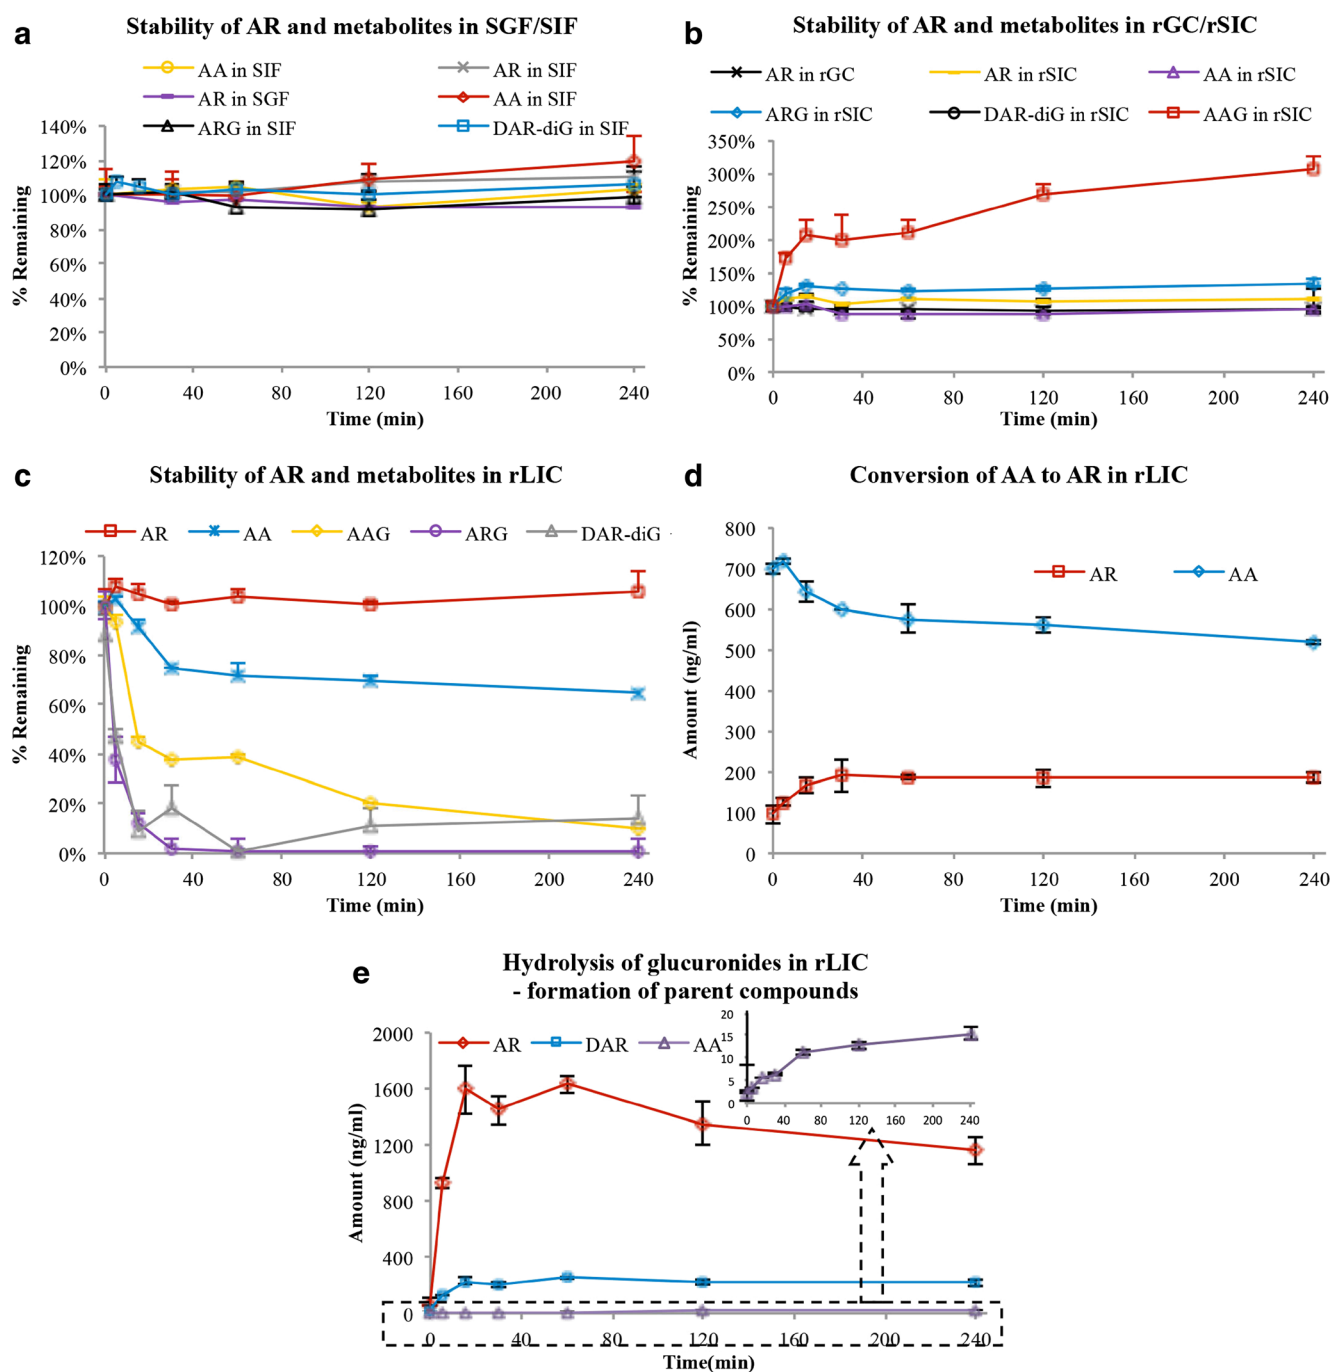 a
Stability of AR and metabolites in SGF/SIF
AA in SIF
AR in SIF
AR in SGF
AA in SIF
ARG in SIF
DAR-diG in SIF
140%
120%
100%
80%
60%
40%
20%
0%
% Remaining
0 40 80 120 160 200 240
Time (min)
b
Stability of AR and metabolites in rGC/rSIC
AR in rGC
AR in rSIC
AA in rSIC
ARG in rSIC
DAR-diG in rSIC
AAG in rSIC
350%
300%
250%
200%
150%
100%
50%
0%
% Remaining
0 40 80 120 160 200 240
Time (min)
c
Stability of AR and metabolites in rLIC
AR AA AAG ARG DAR-diG
120%
100%
80%
60%
40%
20%
0%
% Remaining
0 40 80 120 160 200 240
Time (min)
d
Conversion of AA to AR in rLIC
AR AA
800
700
600
500
400
300
200
100
0
Amount (ng/ml)
0 40 80 120 160 200 240
Time (min)
e
Hydrolysis of glucuronides in rLIC
- formation of parent compounds
AR DAR AA
2000
1600
1200
800
400
0
Amount (ng/ml)
0 40 80 120 160 200 240
Time(min)
20
15
10
5
0
0 40 80 120 160 200 240